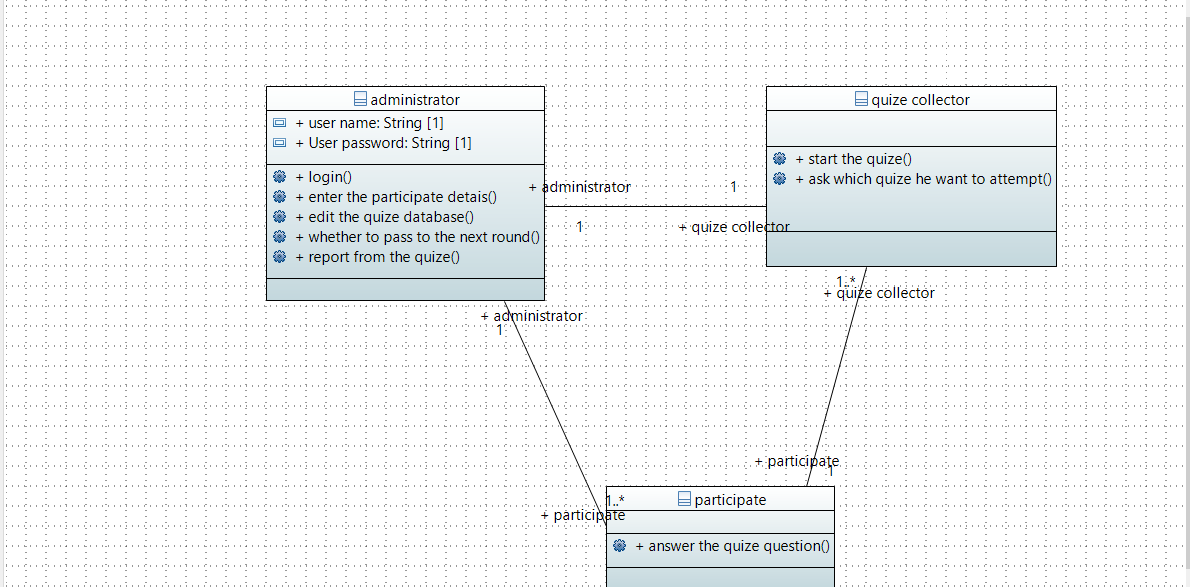 administrator
+ user name: String [1]
+ User password: String [1]
+ login()
+ enter the participate detais()
+ edit the quize database()
+ whether to pass to the next round()
+ report from the quize()
quize collector
+ start the quize()
+ ask which quize he want to attempt()
+ administrator
1
1
+ quize collector
1..*
+ quize collector
+ administrator
1
+ participate
1
1..*
+ participate
participate
+ answer the quize question()